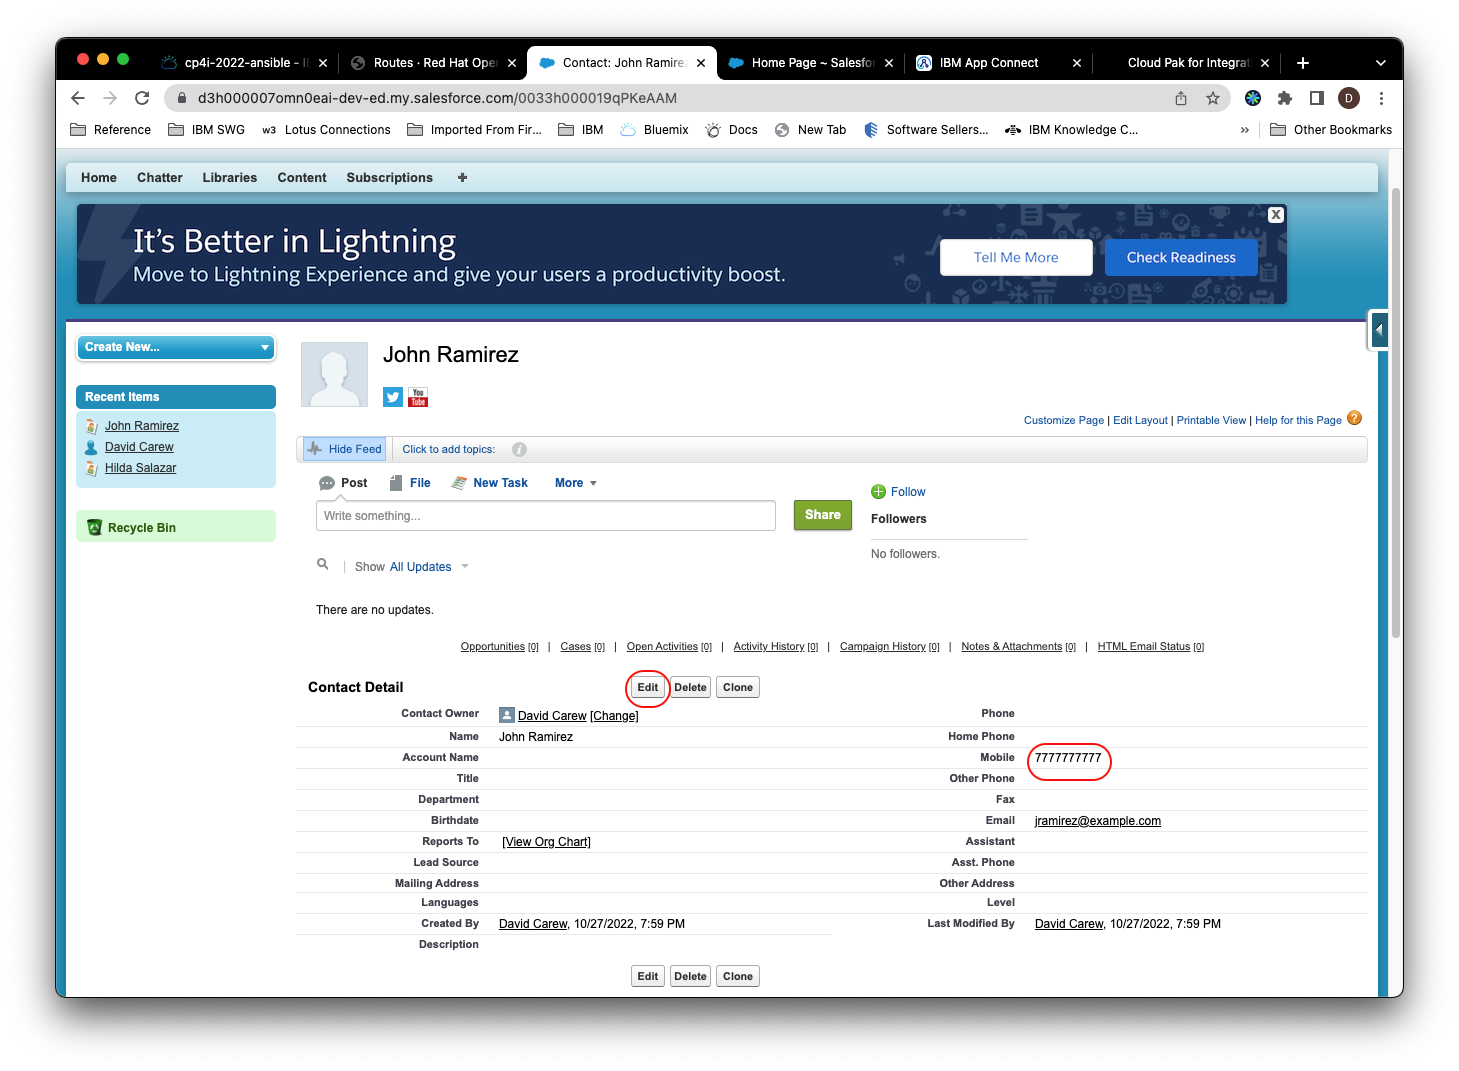 cp4i-2022-ansible - I
Routes · Red Hat Ope
Contact: John Ramire
Home Page ~ Salesfo
IBM App Connect
Cloud Pak for Integrat
d3h000007omn0eai-dev-ed.my.salesforce.com/0033h000019qPKeAAM
D
Reference
IBM SWG
w3 Lotus Connections
Imported From Fir...
IBM
Bluemix
Docs
New Tab
Software Sellers...
IBM Knowledge C...
»
Other Bookmarks
Home Chatter Libraries Content Subscriptions +
It's Better in Lightning
Move to Lightning Experience and give your users a productivity boost.
Tell Me More
Check Readiness
X
Create New...
Recent Items
John Ramirez
David Carew
Hilda Salazar
Recycle Bin
John Ramirez
You
Tube
Customize Page | Edit Layout | Printable View | Help for this Page ?
Hide Feed
Click to add topics: i
Post File New Task More
Write something...
Share
Follow
Followers
No followers.
Show All Updates
There are no updates.
Opportunities [0] | Cases [0] | Open Activities [0] | Activity History [0] | Campaign History [0] | Notes & Attachments [0] | HTML Email Status [0]
Contact Detail
Edit Delete Clone
Contact Owner David Carew [Change] Phone
Name John Ramirez Home Phone
Account Name Mobile 7777777777
Title Other Phone
Department Fax
Birthdate Email jramirez@example.com
Reports To [View Org Chart] Assistant
Lead Source Asst. Phone
Mailing Address Other Address
Languages Level
Created By David Carew, 10/27/2022, 7:59 PM Last Modified By David Carew, 10/27/2022, 7:59 PM
Description
Edit Delete Clone